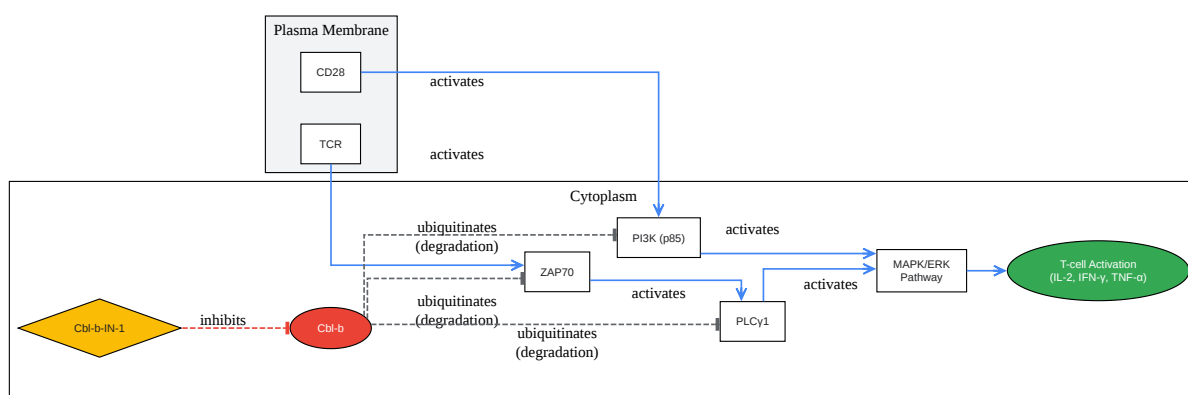 Plasma Membrane
CD28
activates
TCR
activates
Cytoplasm
ubiquitinates
(degradation)
PI3K (p85)
activates
ZAP70
MAPK/ERK
Pathway
T-cell Activation
(IL-2, IFN-γ, TNF-α)
activates
activates
ubiquitinates
(degradation)
PLCγ1
Cbl-b-IN-1
inhibits
Cbl-b
ubiquitinates
(degradation)